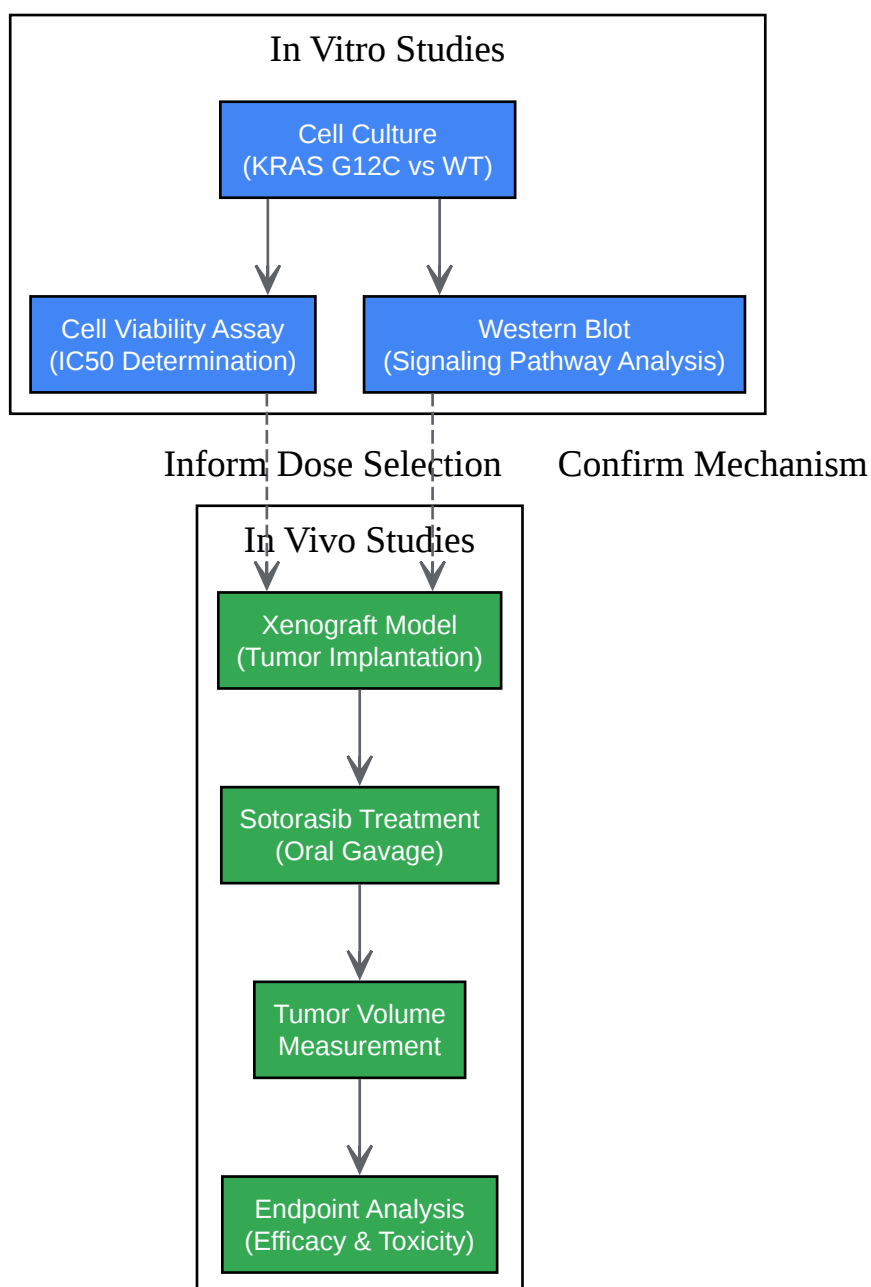 In Vitro Studies
Cell Culture
(KRAS G12C vs WT)
Cell Viability Assay
(IC50 Determination)
Western Blot
(Signaling Pathway Analysis)
Inform Dose Selection
Confirm Mechanism
In Vivo Studies
Xenograft Model
(Tumor Implantation)
Sotorasib Treatment
(Oral Gavage)
Tumor Volume
Measurement
Endpoint Analysis
(Efficacy & Toxicity)